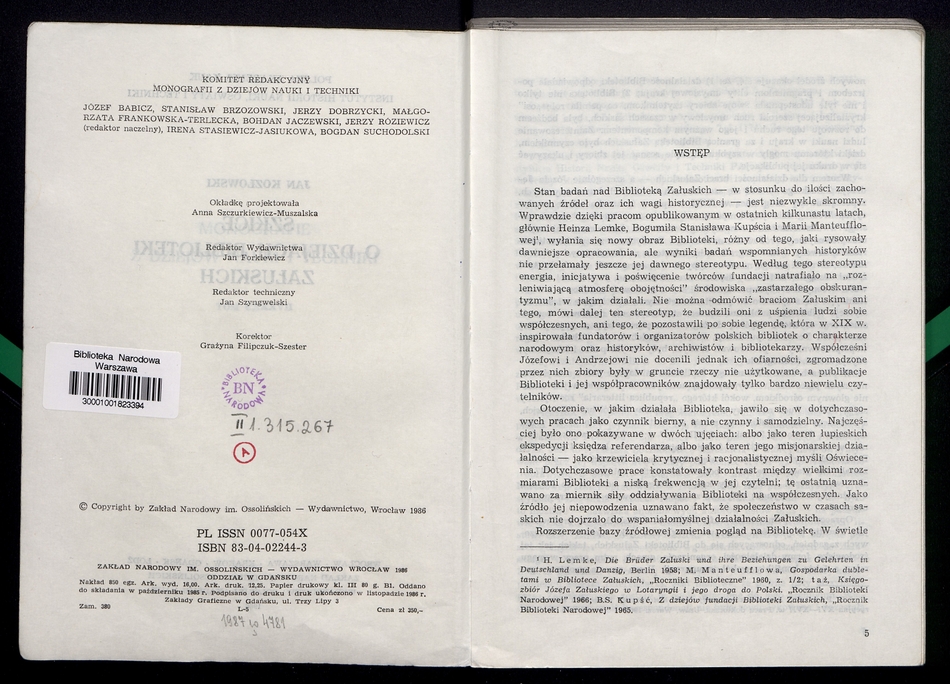 KOMITET REDAKCYJNY
MONOGRAFII Z DZIEJÓW NAUKI I TECHNIKI
JÓZEF BABICZ, STANISŁAW BRZOZOWSKI, JERZY DOBRZYCKI, MAŁGO-
RZATA FRANKOWSKA-TERLECKA, BOHDAN JACZEWSKI, JERZY RÓZIEWICZ
(redaktor naczelny), IRENA STASIEWICZ-JASIUKOWA, BOGDAN SUCHODOLSKI
Okładkę projektowała
Anna Szczurkiewicz-Muszalska
Redaktor Wydawnictwa
Jan Forkiewicz
Redaktor techniczny
Jan Szyngwelski
Korektor
Grażyna Filipczuk-Szester
Biblioteka Narodowa
Warszawa
30001001823394
BIBLIOTEKA
BN
NARODOWA
II 1.315.267
© Copyright by Zakład Narodowy im. Ossolińskich — Wydawnictwo, Wrocław 1986
PL ISSN 0077-054X
ISBN 83-04-02244-3
ZAKŁAD NARODOWY IM. OSSOLIŃSKICH — WYDAWNICTWO WROCŁAW 1986
ODDZIAŁ W GDAŃSKU
Nakład 850 egz. Ark. wyd. 16,00. Ark. druk. 12,25. Papier drukowy kl. III 80 g. B1. Oddano
do składania w październiku 1985 r. Podpisano do druku i druk ukończono w listopadzie 1986 r.
Zakłady Graficzne w Gdańsku, ul. Trzy Lipy 3
Zam. 380 L-5 Cena zł 250,—
WSTĘP
Stan badań nad Biblioteką Załuskich — w stosunku do ilości zacho-
wanych źródeł oraz ich wagi historycznej — jest niezwykle skromny.
Wprawdzie dzięki pracom opublikowanym w ostatnich kilkunastu latach,
głównie Heinza Lemke, Bogumiła Stanisława Kupścia i Marii Manteufflo-
wej¹, wyłania się nowy obraz Biblioteki, różny od tego, jaki rysowały
dawniejsze opracowania, ale wyniki badań wspomnianych historyków
nie przełamały jeszcze jej dawnego stereotypu. Według tego stereotypu
energia, inicjatywa i poświęcenie twórców fundacji natrafiało na „roz-
leniwiającą atmosferę obojętności” środowiska „zastarzałego obskuran-
tyzmu”, w jakim działali. Nie można odmówić braciom Załuskim ani
tego, mówi dalej ten stereotyp, że budzili oni z uśpienia ludzi sobie
współczesnych, ani tego, że pozostawili po sobie legendę, która w XIX w.
inspirowała fundatorów i organizatorów polskich bibliotek o charakterze
narodowym oraz historyków, archiwistów i bibliotekarzy. Współcześni
Józefowi i Andrzejowi nie docenili jednak ich ofiarności, zgromadzone
przez nich zbiory były w gruncie rzeczy nie użytkowane, a publikacje
Biblioteki i jej współpracowników znajdowały tylko bardzo niewielu czy-
telników.
Otoczenie, w jakim działała Biblioteka, jawiło się w dotychczaso-
wych pracach jako czynnik bierny, a nie czynny i samodzielny. Najczęś-
ciej było ono pokazywane w dwóch ujęciach: albo jako teren łupieskich
ekspedycji księdza referendarza, albo jako teren jego misjonarskiej dzia-
łalności — jako krzewiciela krytycznej i racjonalistycznej myśli Oświece-
nia. Dotychczasowe prace konstatowały kontrast między wielkimi roz-
miarami Biblioteki a niską frekwencją w jej czytelni; tę ostatnią uzna-
wano za miernik siły oddziaływania Biblioteki na współczesnych. Jako
źródło jej niepowodzenia uznawano fakt, że społeczeństwo w czasach sa-
skich nie dojrzało do wspaniałomyślnej działalności Załuskich.
Rozszerzenie bazy źródłowej zmienia pogląd na Bibliotekę. W świetle
¹ H. Lemke, Die Brüder Załuski und ihre Beziehungen zu Gelehrten in
Deutschland und Danzig, Berlin 1958; M. Manteufflowa, Gospodarka duble-
tami w Bibliotece Załuskich, „Roczniki Biblioteczne” 1960, z. 1/2; taż, Księgo-
zbiór Józefa Załuskiego w Lotaryngii i jego droga do Polski, „Rocznik Biblioteki
Narodowej” 1966; B.S. Kupść, Z dziejów fundacji Biblioteki Załuskich, „Rocznik
Biblioteki Narodowej” 1965.
5